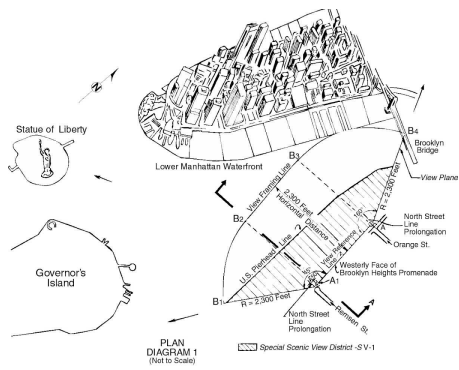 N
Statue of Liberty
Lower Manhattan Waterfront
B4
Brooklyn
Bridge
View Plane
B3
View Framing Line
2,300 Feet
Horizontal Distance
R = 2,300 Feet
North Street
Line
Prolongation
Orange St.
B2
U.S. Pierhead Line
View Reference
Line
A
Westerly Face of
Brooklyn Heights Promenade
Governor's
Island
B1
R = 2,300 Feet
A1
A
North Street
Line
Prolongation
Remsen St.
PLAN
DIAGRAM 1
(Not to Scale)
Special Scenic View District -SV-1